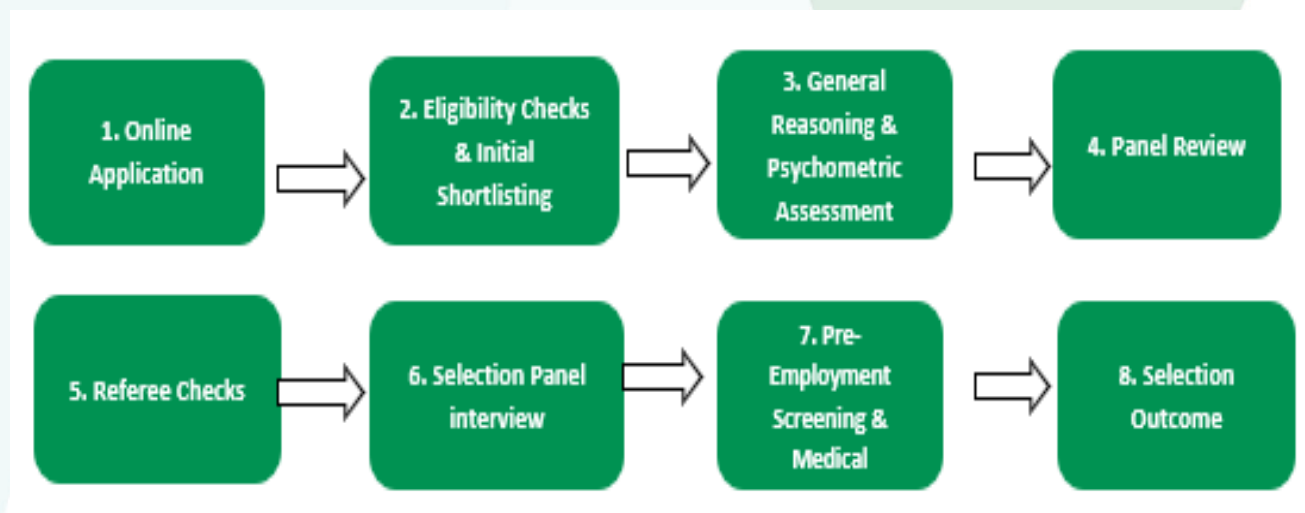 1. Online
Application
2. Eligibility Checks
& Initial
Shortlisting
3. General
Reasoning &
Psychometric
Assessment
4. Panel Review
5. Referee Checks
6. Selection Panel
interview
7. Pre-
Employment
Screening &
Medical
8. Selection
Outcome